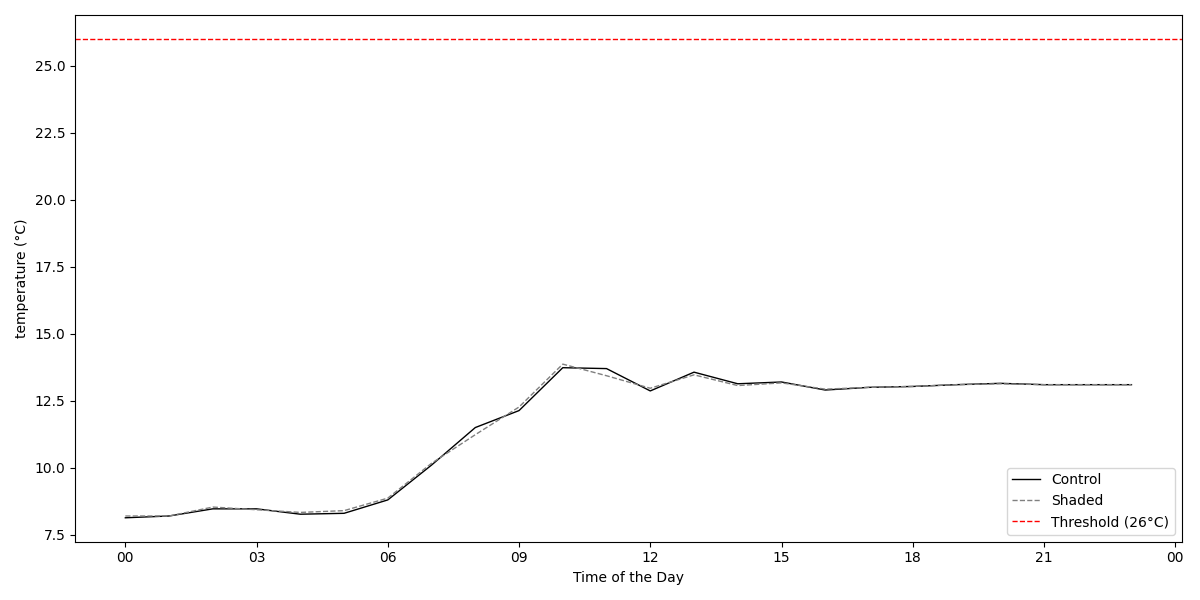 25.0
22.5
20.0
17.5
15.0
12.5
10.0
7.5
temperature (°C)
00 03 06 09 12 15 18 21 00
Time of the Day
Control
Shaded
Threshold (26°C)